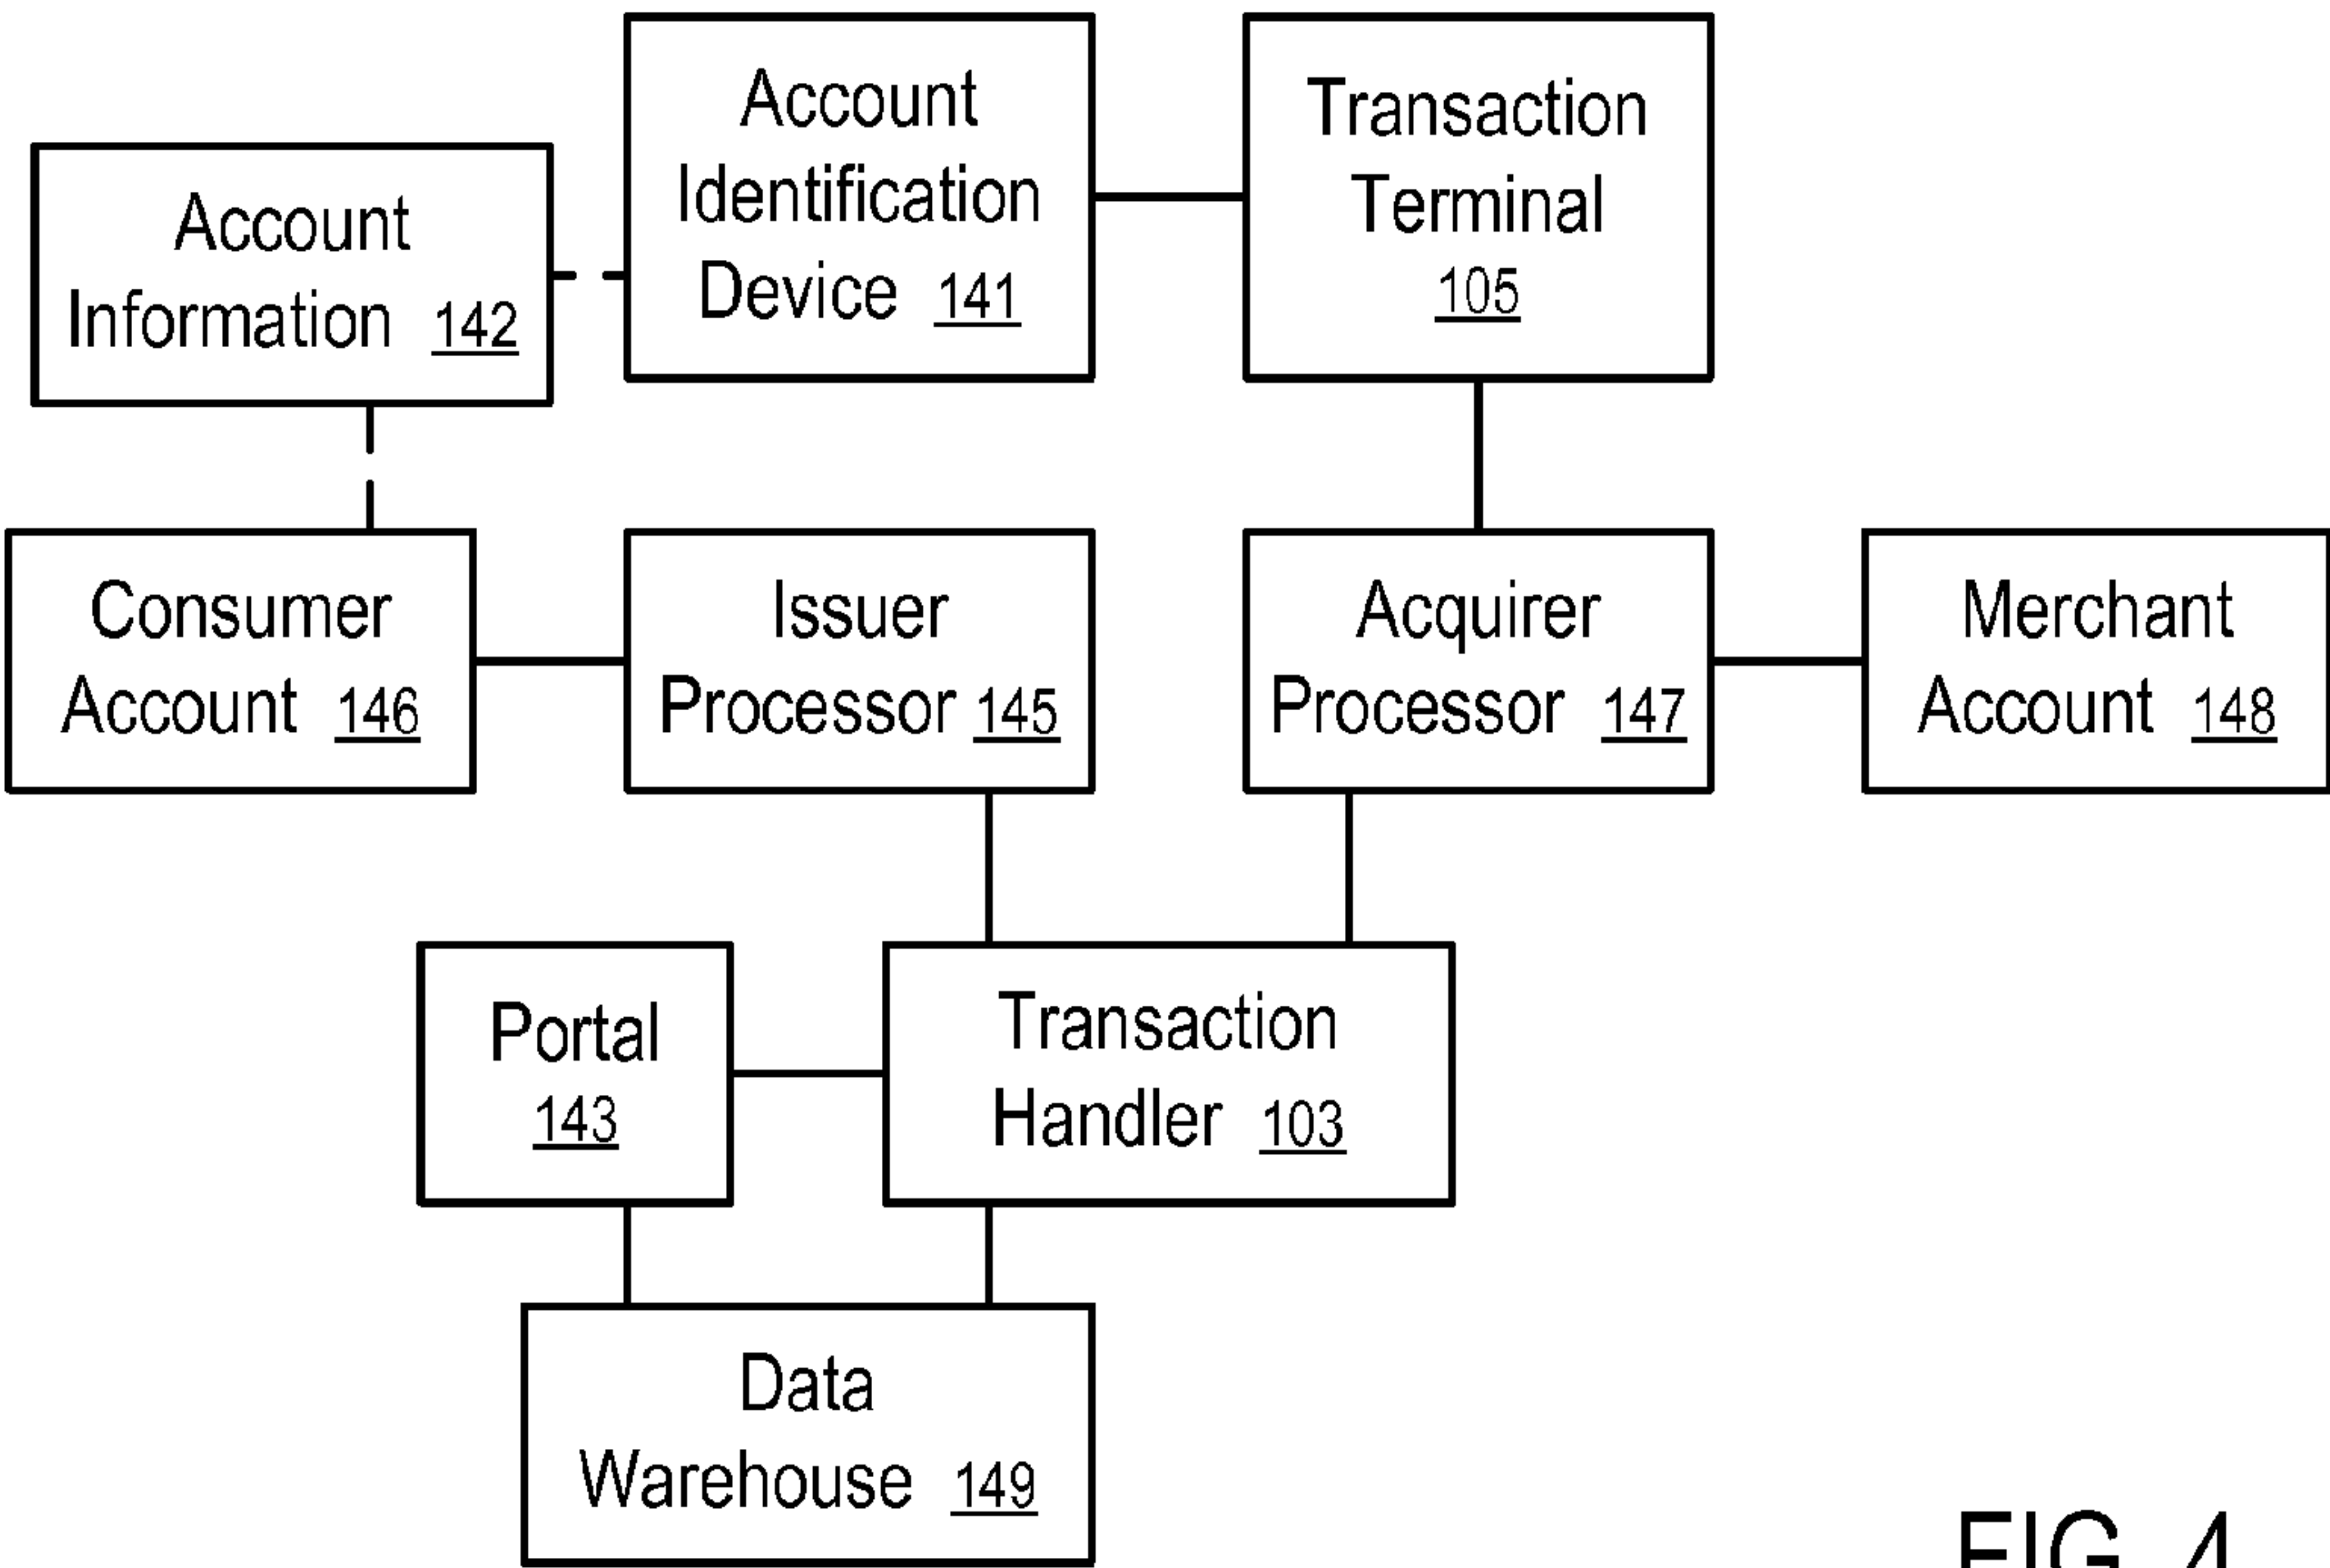 Account
Identification
Device 141
Transaction
Terminal
105
Account
Information 142
Consumer
Account 146
Issuer
Processor 145
Acquirer
Processor 147
Merchant
Account 148
Portal
143
Transaction
Handler 103
Data
Warehouse 149
FIG. 4